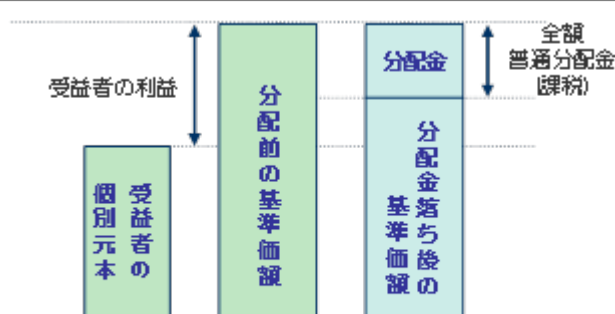 受益者の利益
受益者の
個別元本
分配前の基準価額
分配金
分配金落ち後の
基準価額
全額
普通分配金
(課税)